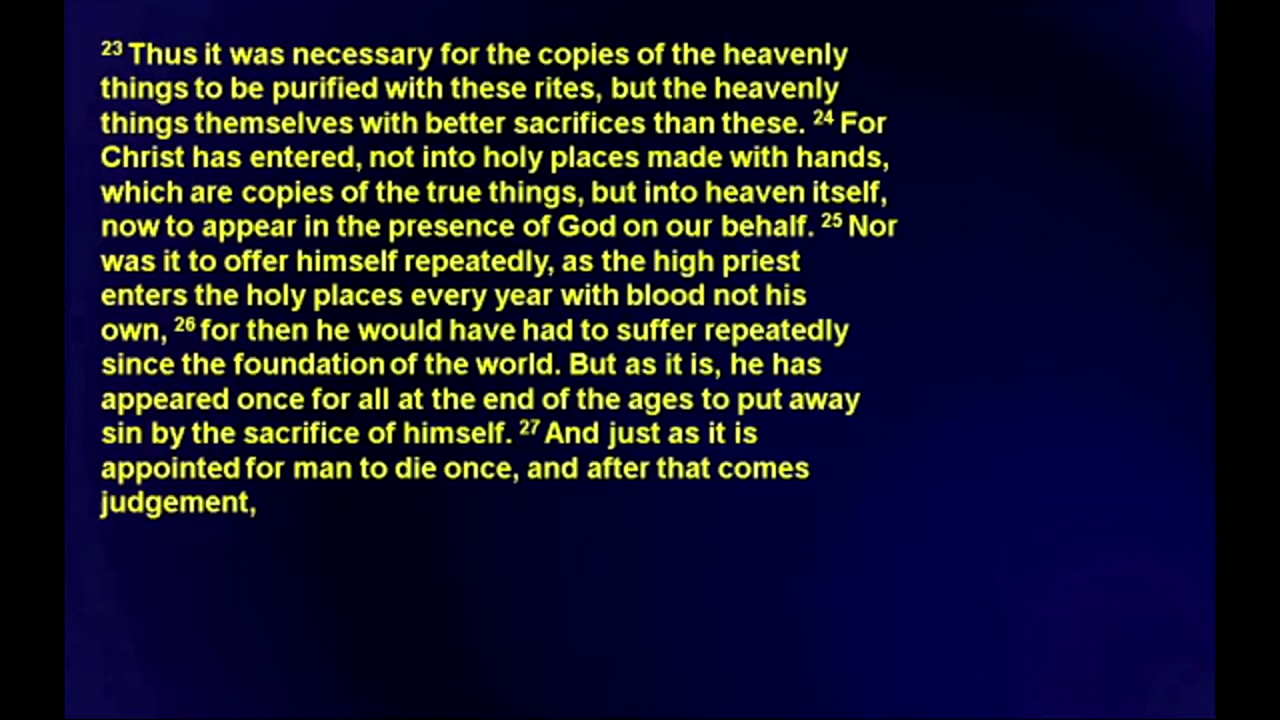 23 Thus it was necessary for the copies of the heavenly
things to be purified with these rites, but the heavenly
things themselves with better sacrifices than these. 24 For
Christ has entered, not into holy places made with hands,
which are copies of the true things, but into heaven itself,
now to appear in the presence of God on our behalf. 25 Nor
was it to offer himself repeatedly, as the high priest
enters the holy places every year with blood not his
own, 26 for then he would have had to suffer repeatedly
since the foundation of the world. But as it is, he has
appeared once for all at the end of the ages to put away
sin by the sacrifice of himself. 27 And just as it is
appointed for man to die once, and after that comes
judgement,